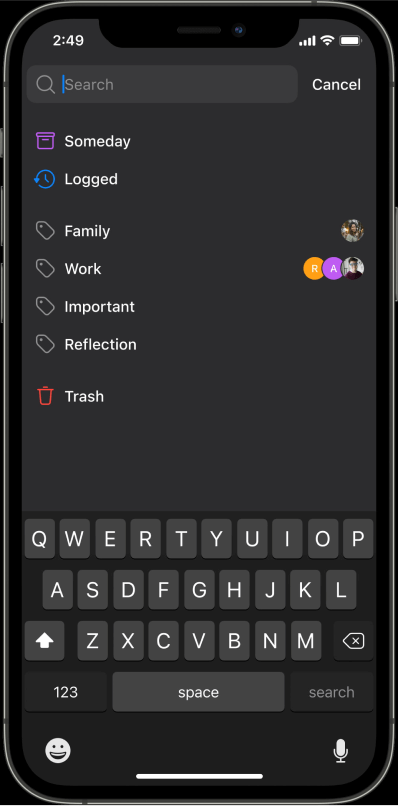 2:49
Search
Cancel
Someday
Logged
Family
Work
R A
Important
Reflection
Trash
Q W E R T Y U I O P
A S D F G H J K L
Z X C V B N M
123 space search